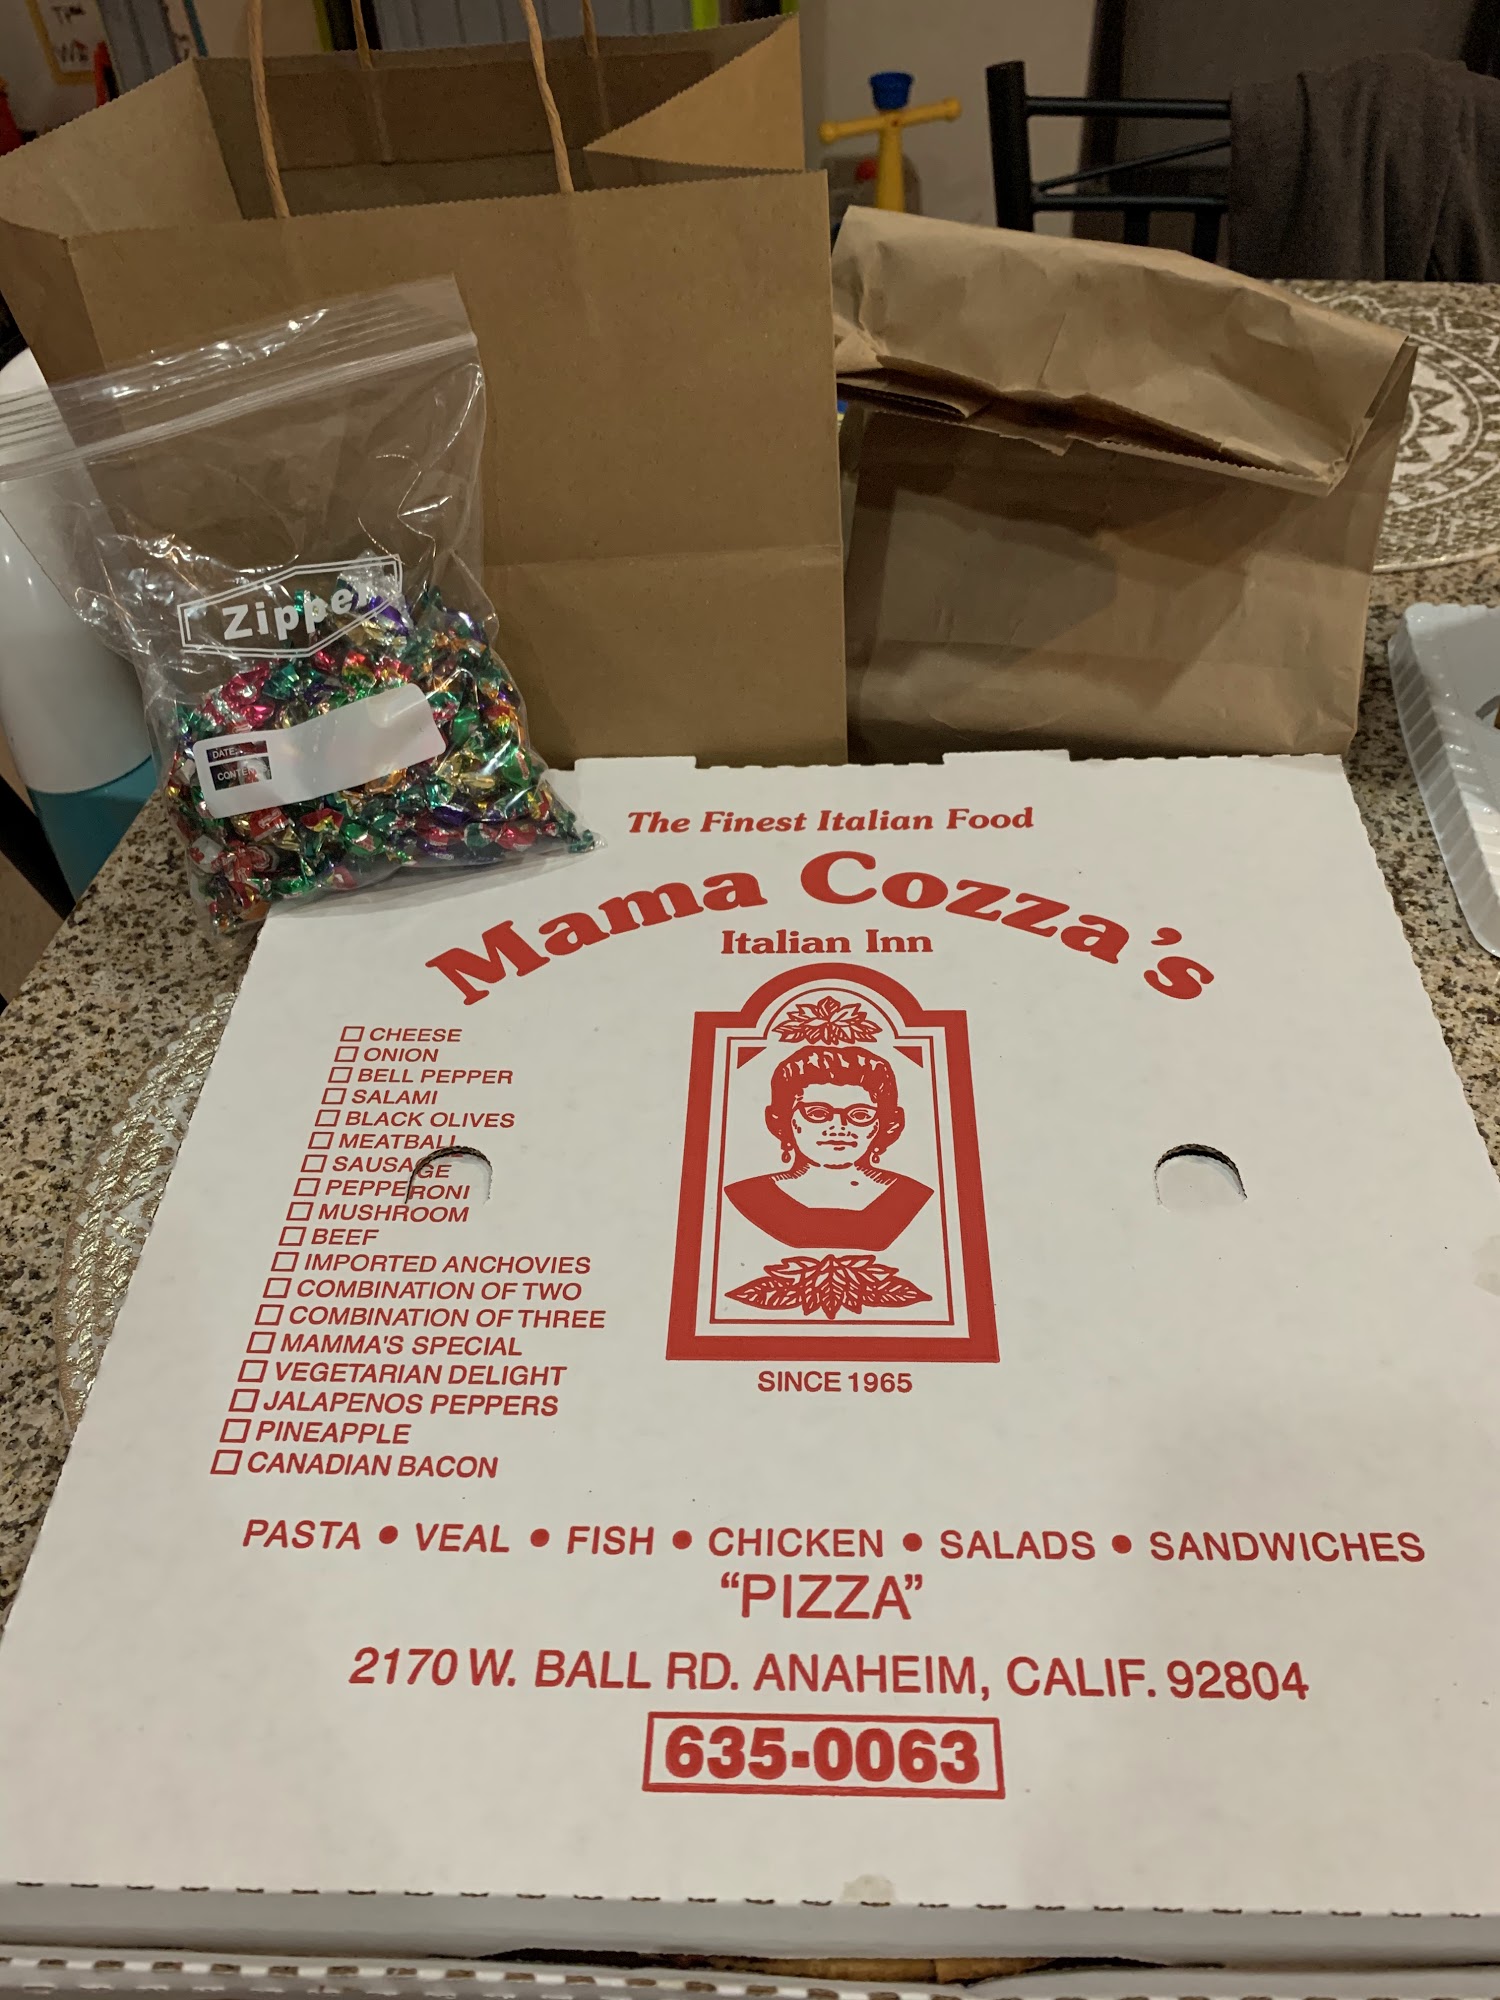 Zipper
DATE
CONTE
The Finest Italian Food
Mama Cozza's
Italian Inn
CHEESE
ONION
BELL PEPPER
SALAMI
BLACK OLIVES
MEATBALL
SAUSAGE
PEPPERONI
MUSHROOM
BEEF
IMPORTED ANCHOVIES
COMBINATION OF TWO
COMBINATION OF THREE
MAMMA'S SPECIAL
VEGETARIAN DELIGHT
JALAPENOS PEPPERS
PINEAPPLE
CANADIAN BACON
SINCE 1965
PASTA • VEAL • FISH • CHICKEN • SALADS • SANDWICHES
“PIZZA”
2170 W. BALL RD. ANAHEIM, CALIF. 92804
635-0063